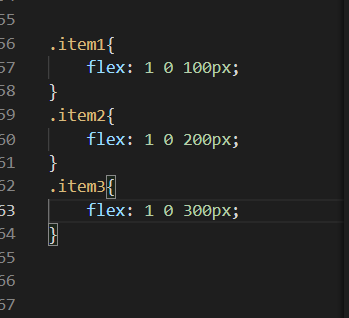 55
56 .item1{
57 flex: 1 0 100px;
58 }
59 .item2{
60 flex: 1 0 200px;
61 }
62 .item3{
63 flex: 1 0 300px;
64 }
65
66
67